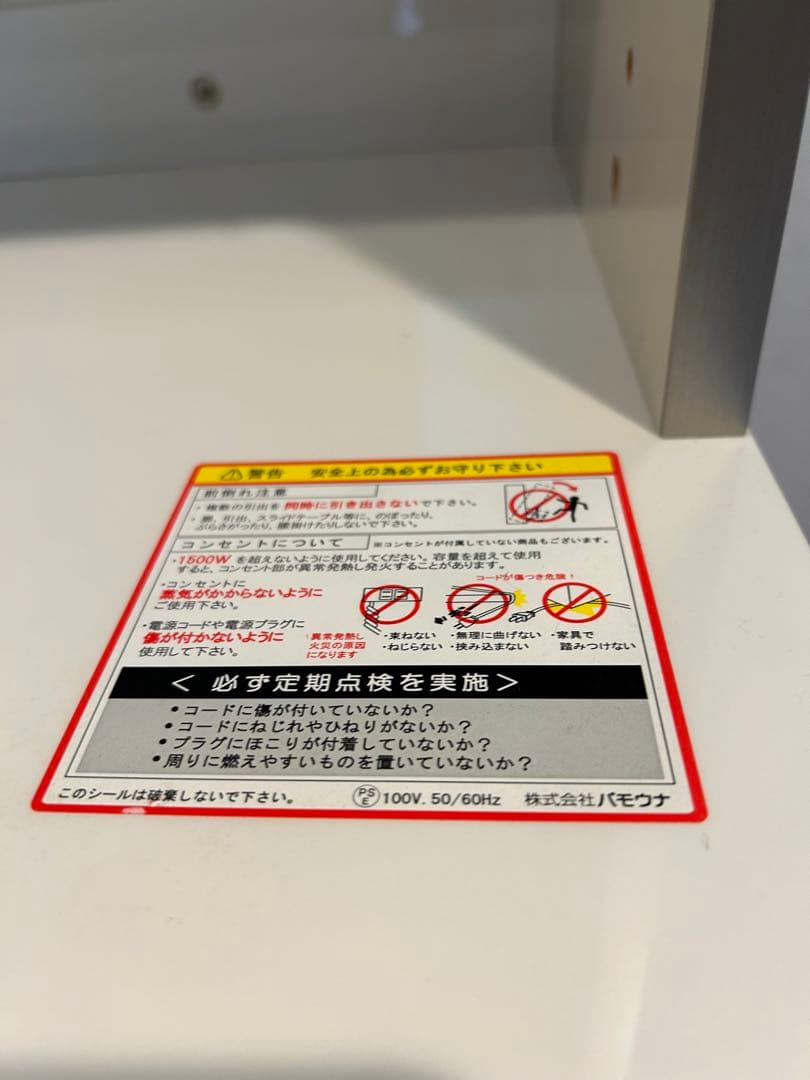 ⚠警告 安全上の為必ずお守り下さい
前倒れ注意
・複数の引出を同時に引き出さないで下さい。
・扉、引出、スライドテーブル等に、のぼったり、
ぶらさがったり、腰掛けたりしないで下さい。
コンセントについて ※コンセントが付属していない商品もございます。
・1500Wを超えないように使用してください。容量を超えて使用
すると、コンセント部が異常発熱し発火することがあります。
・コンセントに
蒸気がかからないように
ご使用下さい。
コードが傷つき危険！
・電源コードや電源プラグに
傷が付かないように
使用して下さい。
異常発熱し
火災の原因
になります
・束ねない
・ねじらない
・無理に曲げない
・挟み込まない
・家具で
踏みつけない
＜必ず定期点検を実施＞
●コードに傷が付いていないか？
●コードにねじれやひねりがないか？
●プラグにほこりが付着していないか？
●周りに燃えやすいものを置いていないか？
このシールは破棄しないで下さい。 PSE 100V. 50/60Hz 株式会社パモウナ